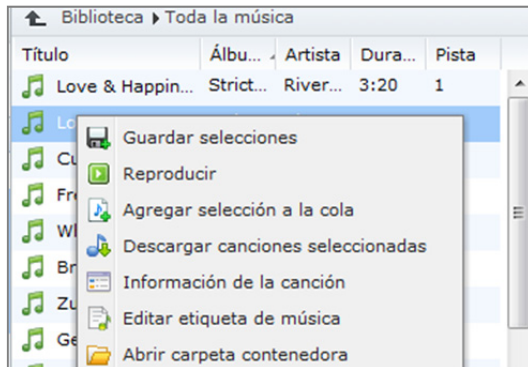 Biblioteca ▸ Toda la música
Título Álbu... Artista Dura... Pista
Love & Happin... Strict... River... 3:20 1
Lo
Guardar selecciones
Cu
Reproducir
Fre
Agregar selección a la cola
Wh
Descargar canciones seleccionadas
Br
Información de la canción
Zu
Editar etiqueta de música
Ge
Abrir carpeta contenedora